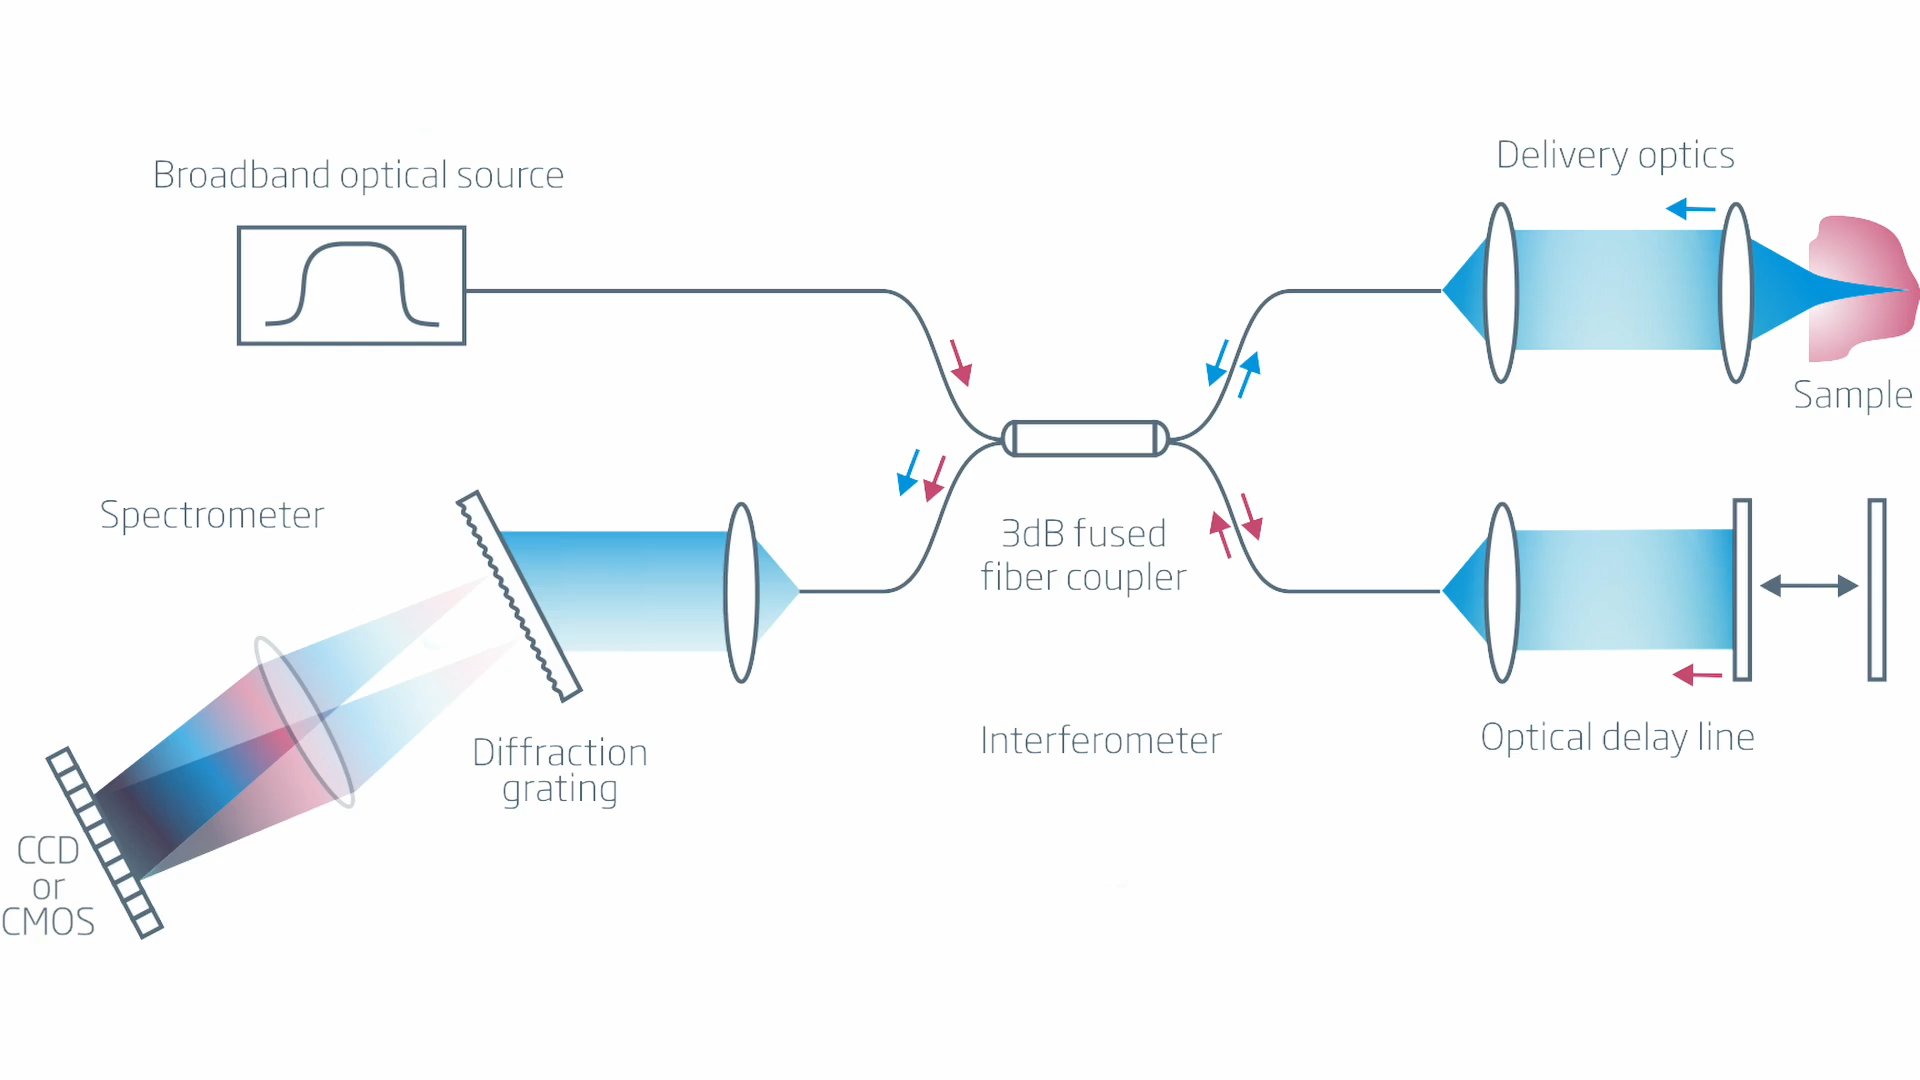 Broadband optical source
Delivery optics
Sample
Spectrometer
3dB fused
fiber coupler
Diffraction
grating
Interferometer
Optical delay line
CCD
or
CMOS